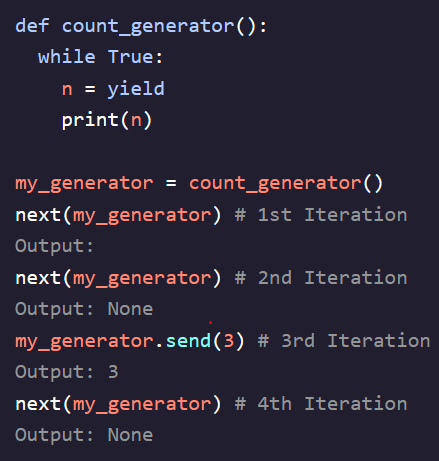 def count_generator():
  while True:
    n = yield
    print(n)

my_generator = count_generator()
next(my_generator) # 1st Iteration
Output:
next(my_generator) # 2nd Iteration
Output: None
my_generator.send(3) # 3rd Iteration
Output: 3
next(my_generator) # 4th Iteration
Output: None